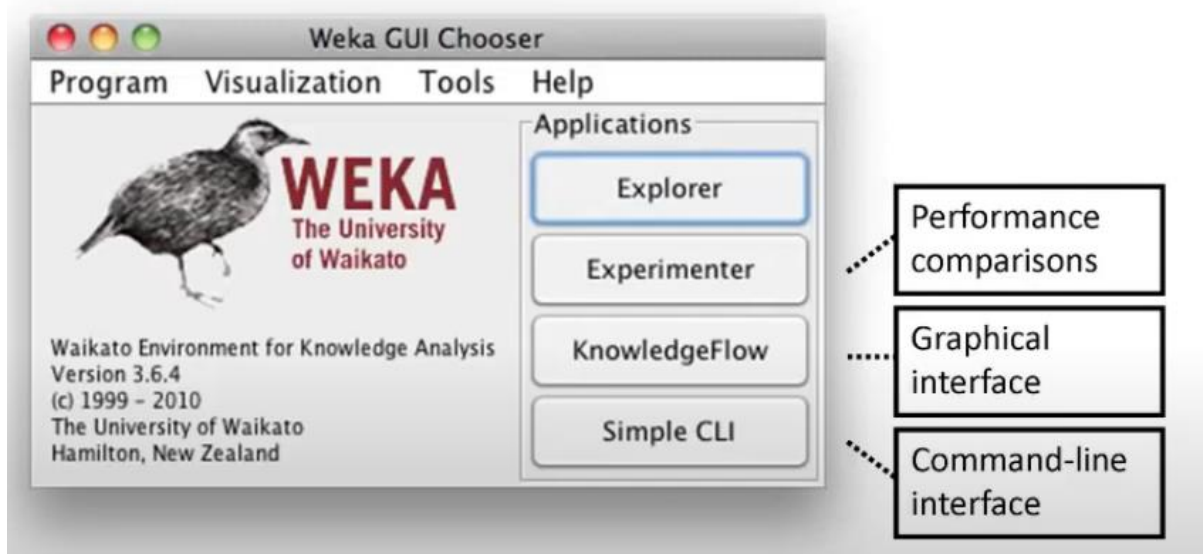 Weka GUI Chooser
Program Visualization Tools Help
WEKA
The University
of Waikato
Waikato Environment for Knowledge Analysis
Version 3.6.4
(c) 1999 – 2010
The University of Waikato
Hamilton, New Zealand
Applications
Explorer
Experimenter
KnowledgeFlow
Simple CLI
Performance
comparisons
Graphical
interface
Command-line
interface